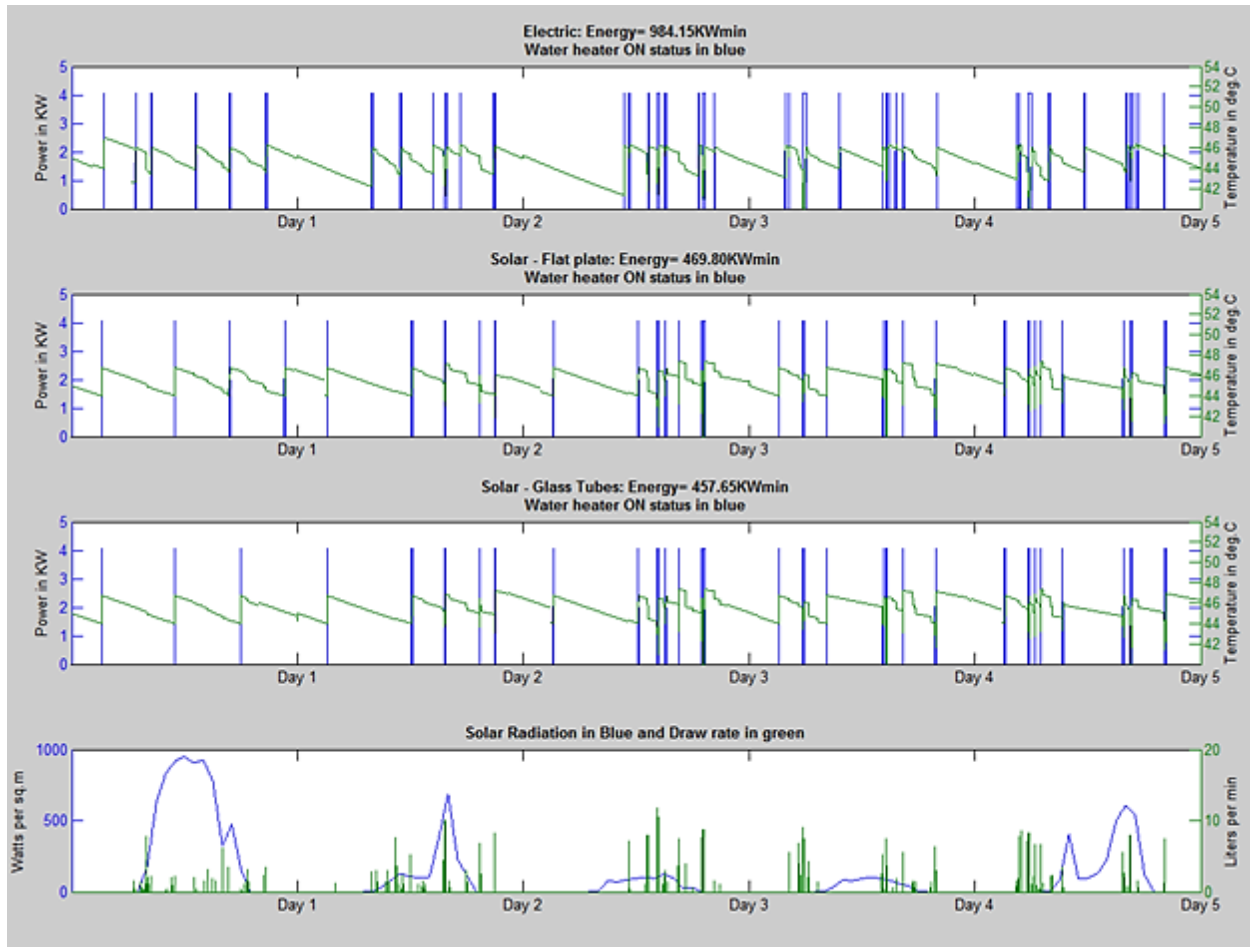 Electric: Energy= 984.15KWmin
Water heater ON status in blue
5
4
3
2
1
0
Power in KW
54
52
50
48
46
44
42
Temperature in deg.C
Day 1
Day 2
Day 3
Day 4
Day 5
Solar - Flat plate: Energy= 469.80KWmin
Water heater ON status in blue
5
4
3
2
1
0
Power in KW
54
52
50
48
46
44
42
Temperature in deg.C
Day 1
Day 2
Day 3
Day 4
Day 5
Solar - Glass Tubes: Energy= 457.65KWmin
Water heater ON status in blue
5
4
3
2
1
0
Power in KW
54
52
50
48
46
44
42
Temperature in deg.C
Day 1
Day 2
Day 3
Day 4
Day 5
Solar Radiation in Blue and Draw rate in green
1000
500
0
Watts per sq.m
20
10
0
Liters per min
Day 1
Day 2
Day 3
Day 4
Day 5